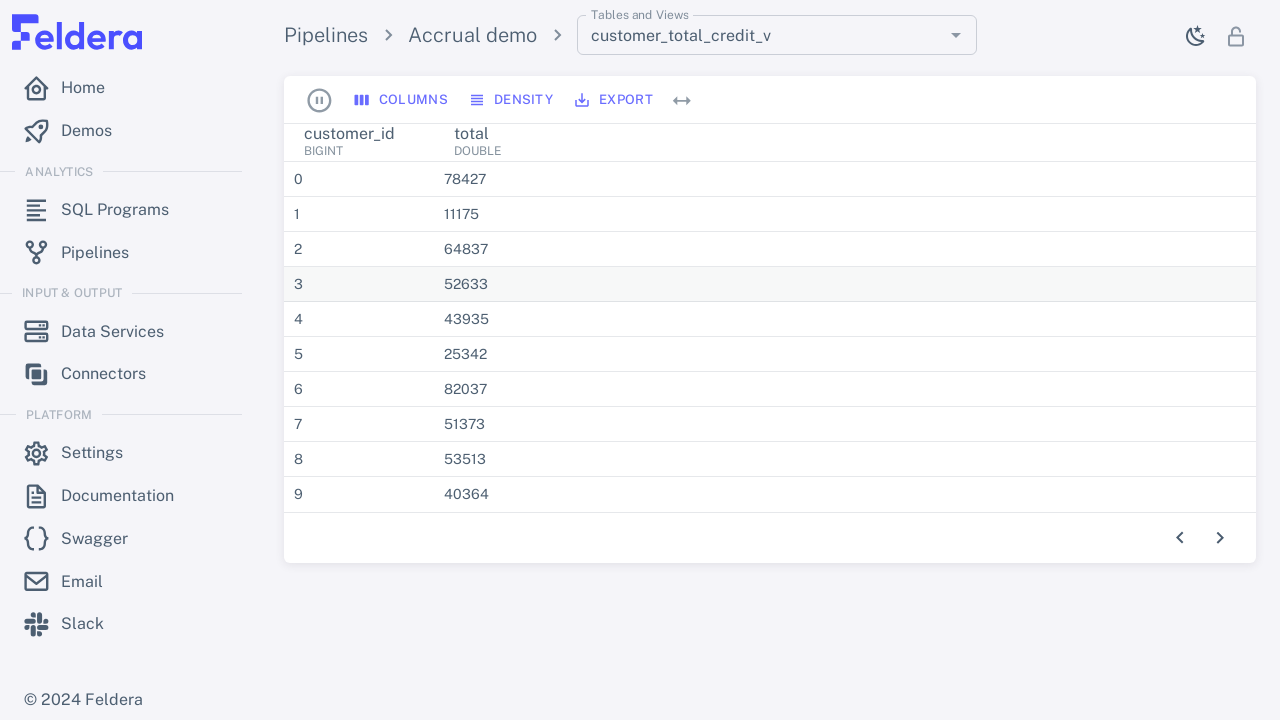 Feldera
Home
Demos
ANALYTICS
SQL Programs
Pipelines
INPUT & OUTPUT
Data Services
Connectors
PLATFORM
Settings
Documentation
Swagger
Email
Slack
© 2024 Feldera
Pipelines
Accrual demo
Tables and Views
customer_total_credit_v
COLUMNS DENSITY EXPORT
customer_id total
BIGINT DOUBLE
0 78427
1 11175
2 64837
3 52633
4 43935
5 25342
6 82037
7 51373
8 53513
9 40364